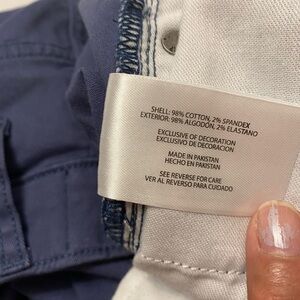 SHELL: 98% COTTON, 2% SPANDEX
EXTERIOR: 98% ALGODÓN, 2% ELASTANO
EXCLUSIVE OF DECORATION
EXCLUSIVO DE DECORACION
MADE IN PAKISTAN
HECHO EN PAKISTAN
SEE REVERSE FOR CARE
VER AL REVERSO PARA CUIDADO